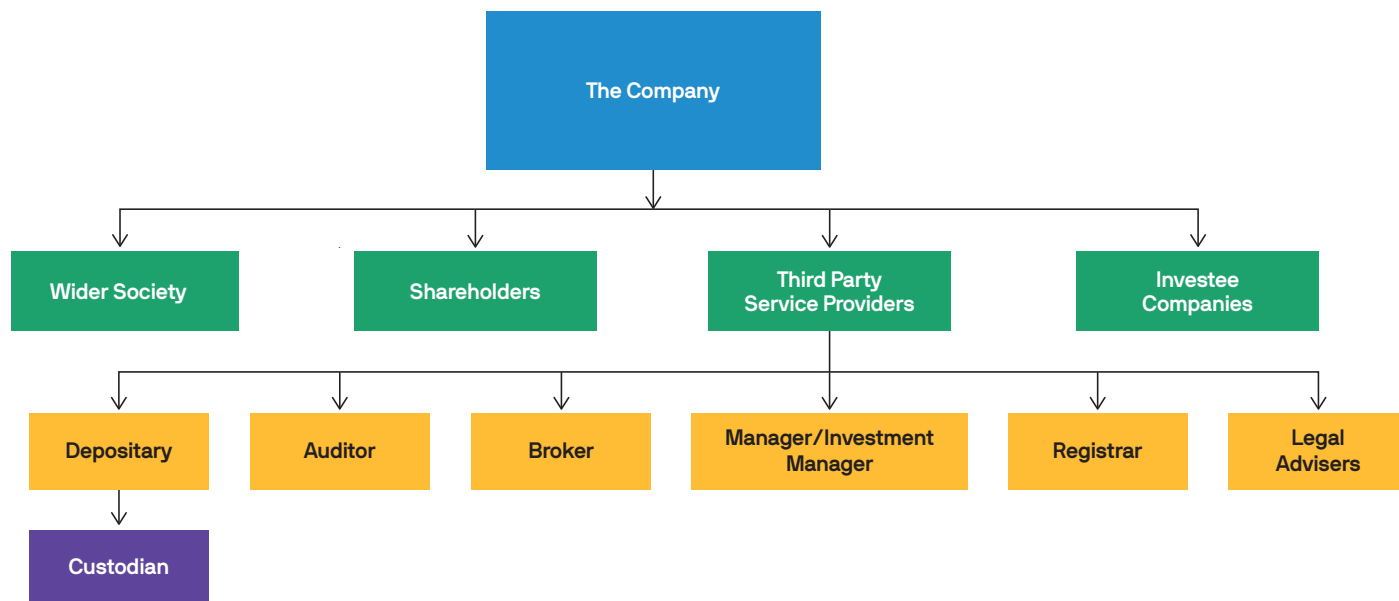 The Company
Wider Society
Shareholders
Third Party
Service Providers
Investee
Companies
Depositary
Auditor
Broker
Manager/Investment
Manager
Registrar
Legal
Advisers
Custodian